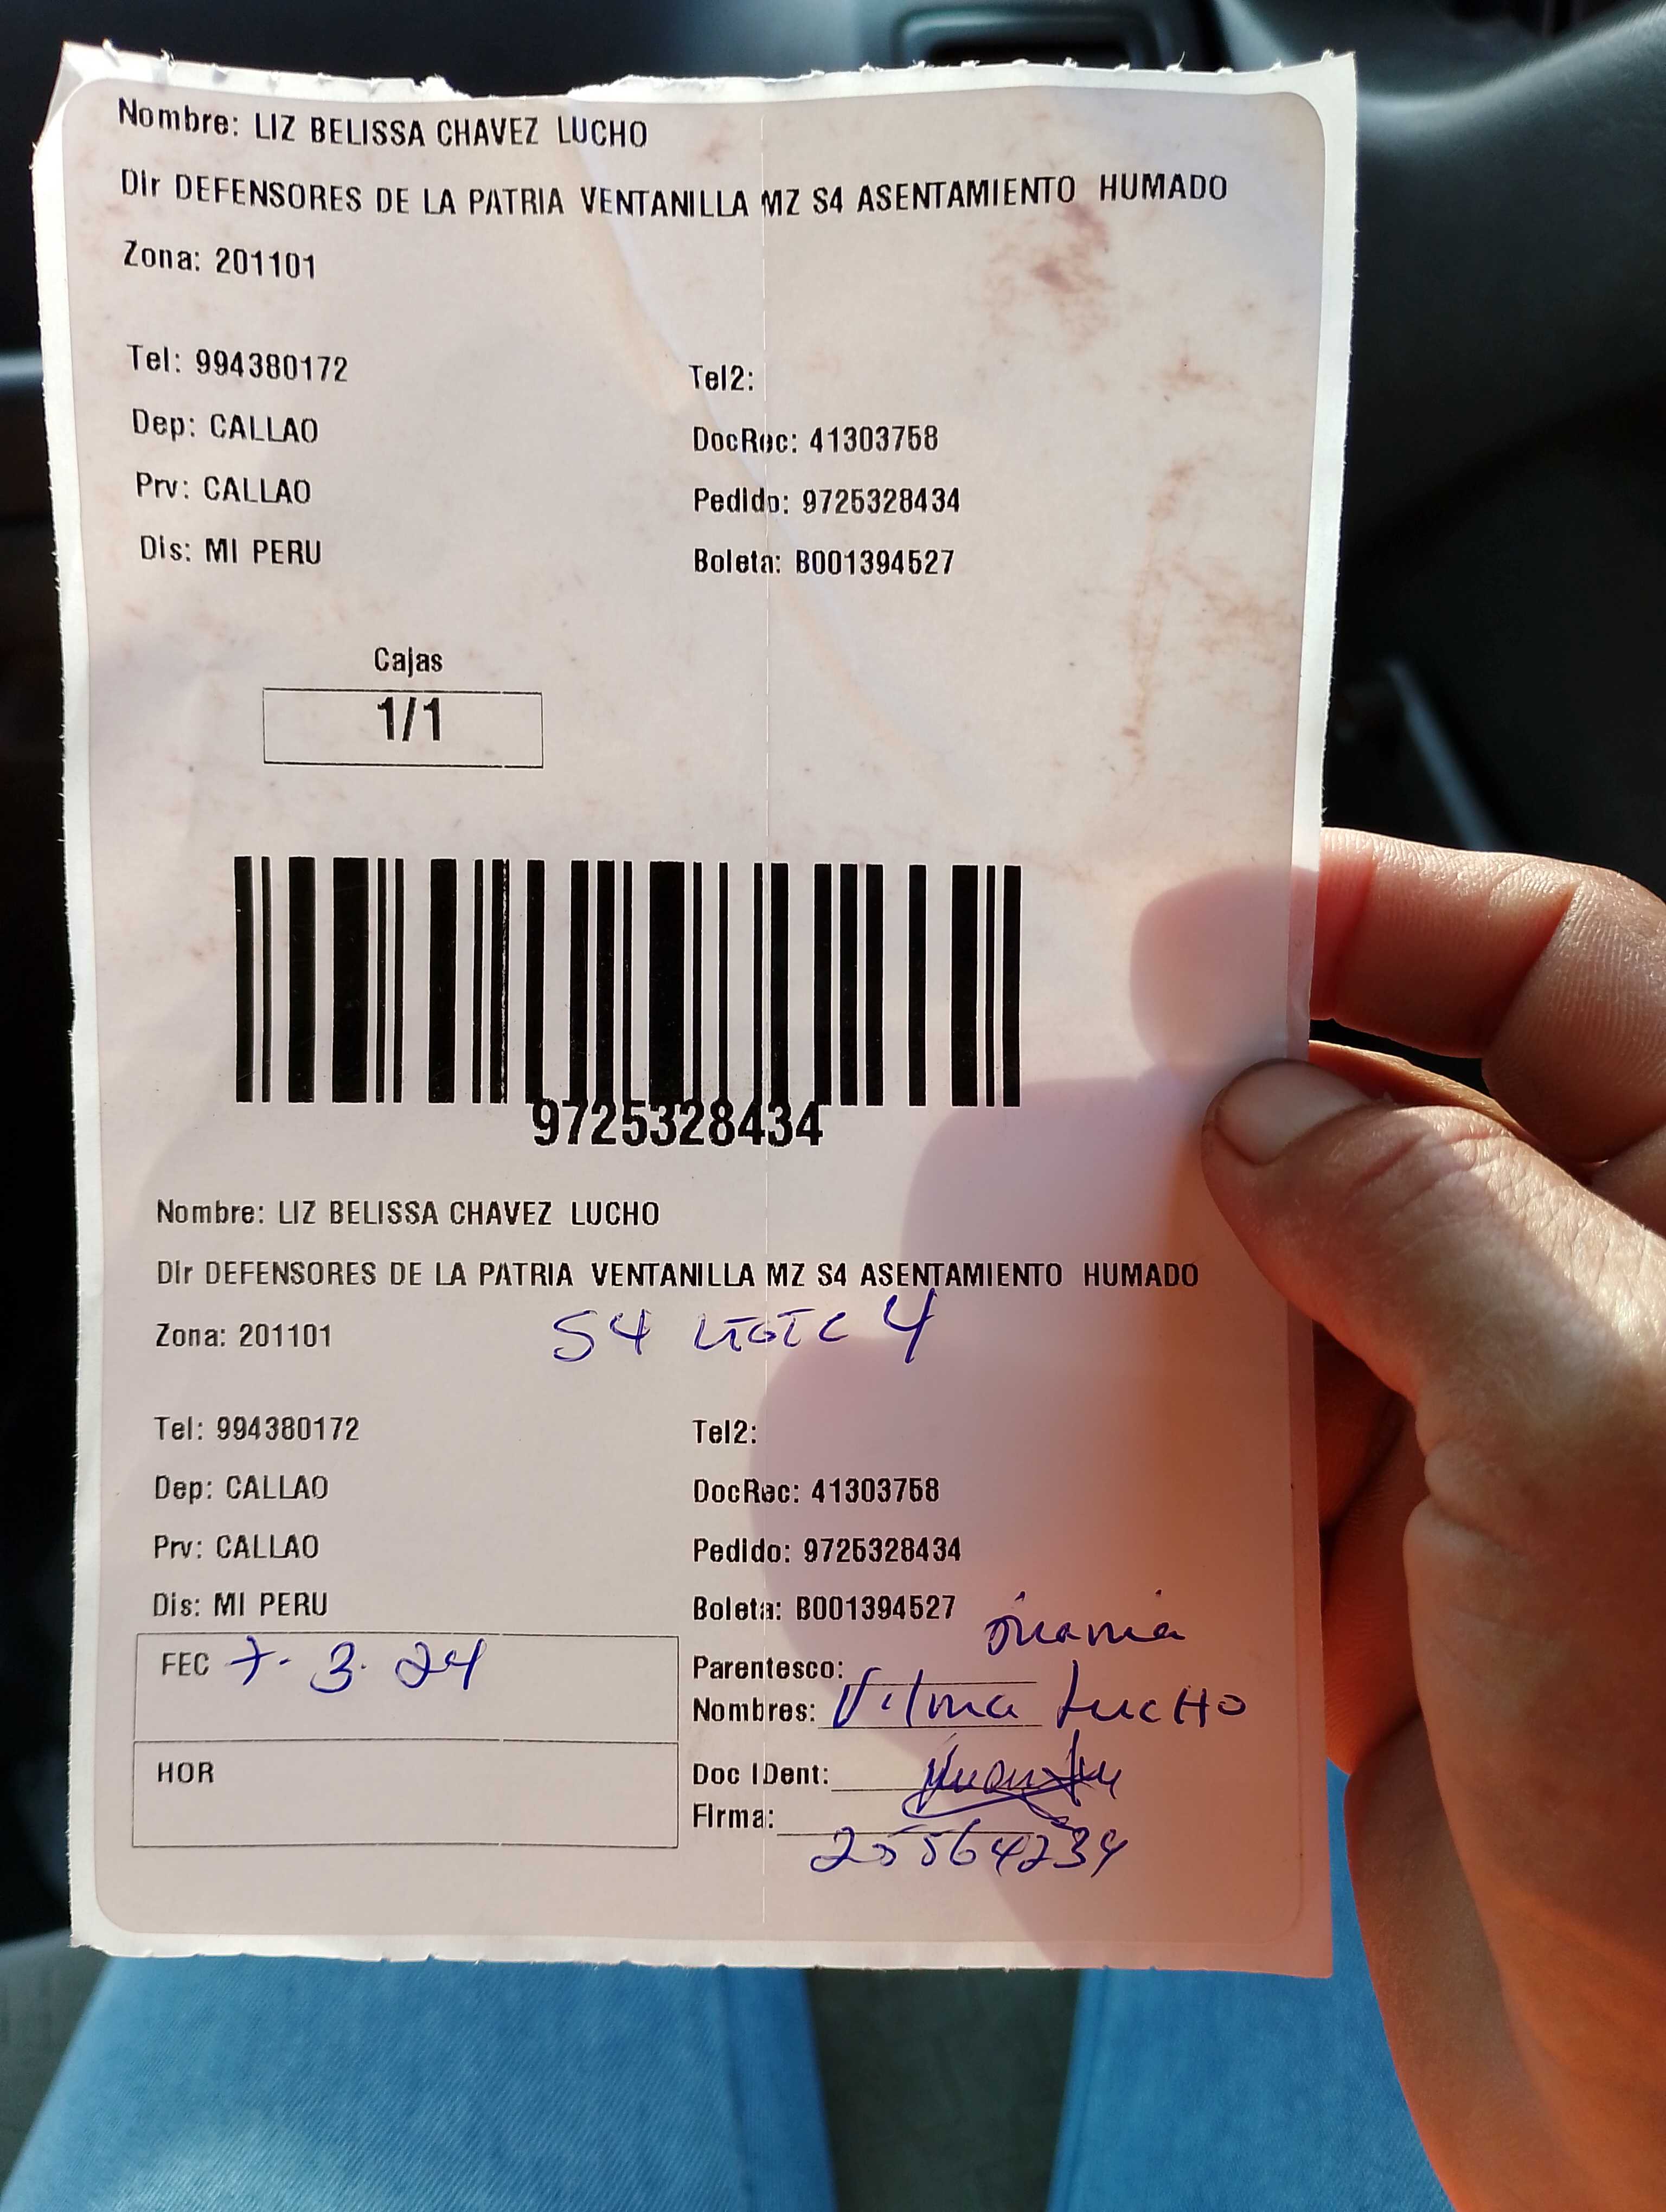 Nombre: LIZ BELISSA CHAVEZ LUCHO
Dir DEFENSORES DE LA PATRIA VENTANILLA MZ S4 ASENTAMIENTO HUMADO
Zona: 201101
Tel: 994380172
Tel2:
Dep: CALLAO
DocRec: 41303758
Prv: CALLAO
Pedido: 9725328434
Dis: MI PERU
Boleta: B001394527
Cajas
1/1
9725328434
Nombre: LIZ BELISSA CHAVEZ LUCHO
Dir DEFENSORES DE LA PATRIA VENTANILLA MZ S4 ASENTAMIENTO HUMADO
Zona: 201101
S4 4
Tel: 994380172
Tel2:
Dep: CALLAO
DocRec: 41303758
Prv: CALLAO
Pedido: 9725328434
Dis: MI PERU
Boleta: B001394527
FEC 7. 3. 24
Parentesco:
Nombres: Vilma Lucho
HOR
Doc IDent:
Firma:
25564234